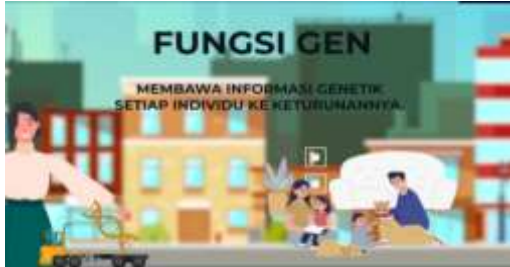 FUNGSI GEN
MEMBAWA INFORMASI GENETIK
SETIAP INDIVIDU KE KETURUNANNYA.